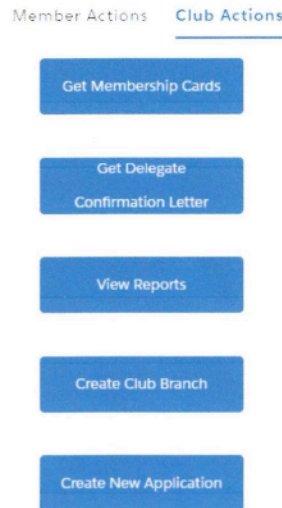 Member Actions Club Actions
Get Membership Cards
Get Delegate
Confirmation Letter
View Reports
Create Club Branch
Create New Application